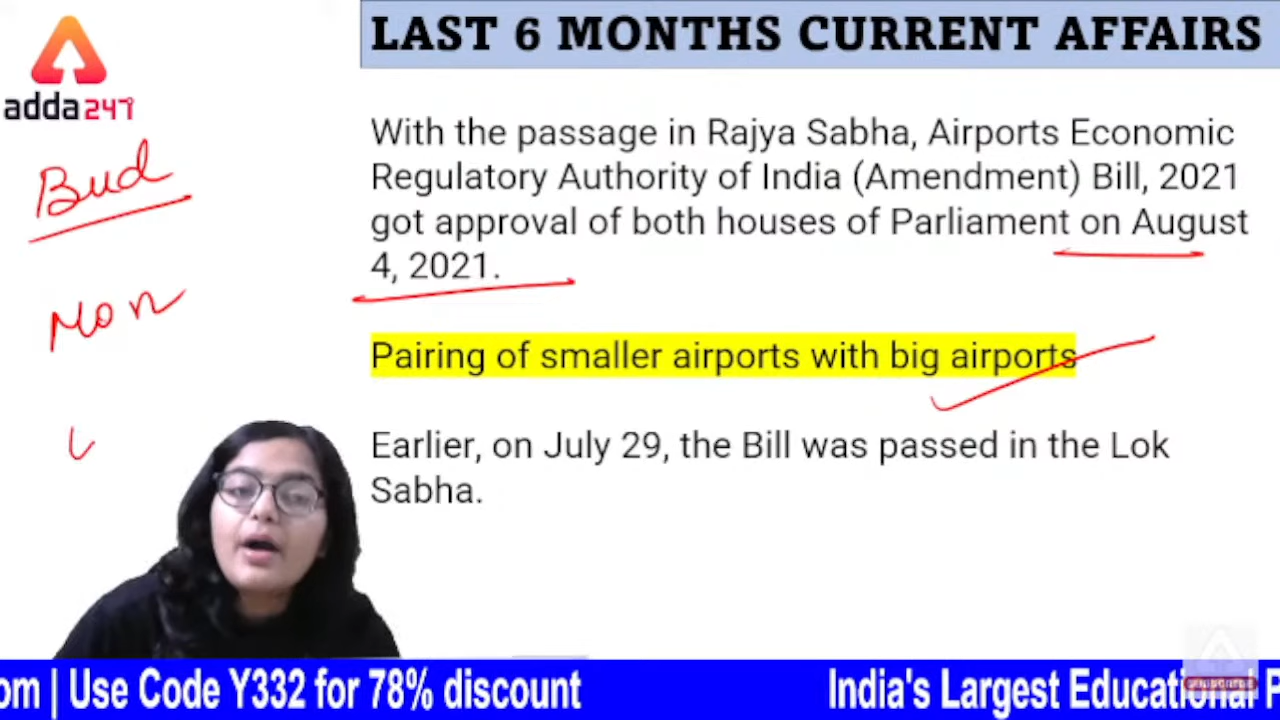 LAST 6 MONTHS CURRENT AFFAIRS
adda247
With the passage in Rajya Sabha, Airports Economic
Regulatory Authority of India (Amendment) Bill, 2021
got approval of both houses of Parliament on August
4, 2021.
Bud
Mon
Pairing of smaller airports with big airports
Earlier, on July 29, the Bill was passed in the Lok
Sabha.
om | Use Code Y332 for 78% discount
India's Largest Educational P
SUBSCRIBE